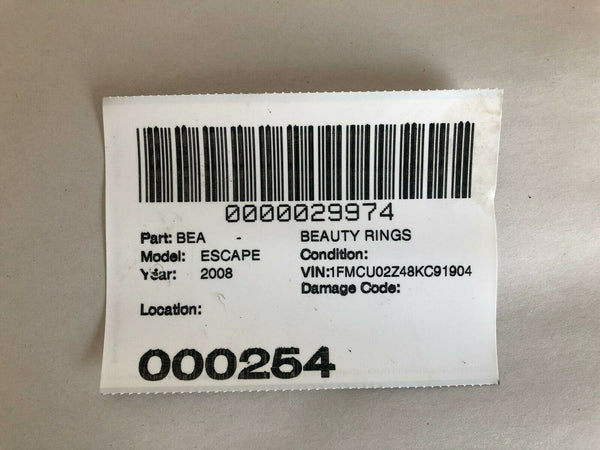 0000029974
Part: BEA - BEAUTY RINGS
Model: ESCAPE Condition:
Year: 2008 VIN:1FMCU02Z48KC91904
Damage Code:
Location:
000254